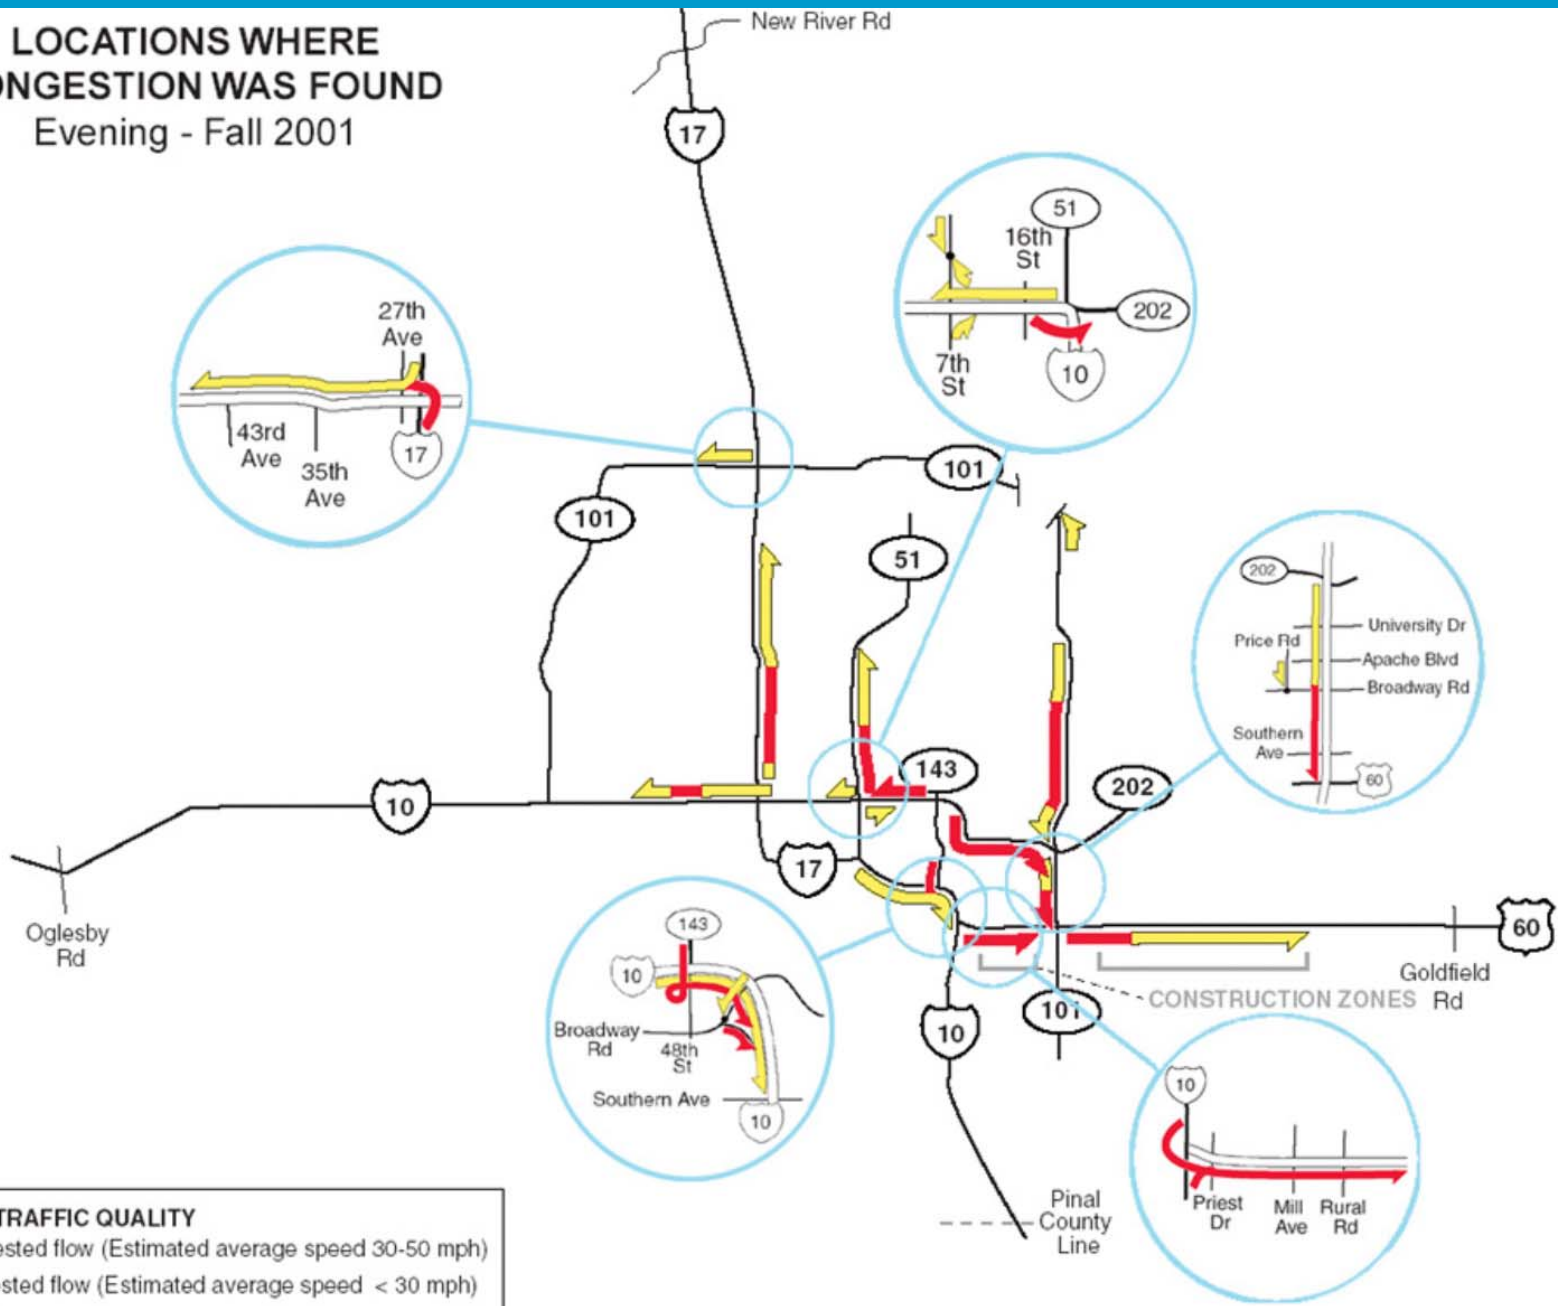 LOCATIONS WHERE
ONGESTION WAS FOUND
Evening - Fall 2001
New River Rd
17
51
16th
St
202
7th
St
10
27th
Ave
43rd
Ave
35th
Ave
17
101
101
51
202
University Dr
Price Rd
Apache Blvd
Broadway Rd
Southern
Ave
60
143
202
10
17
Oglesby
Rd
60
Goldfield
Rd
CONSTRUCTION ZONES
101
10
143
10
Broadway
Rd
48th
St
Southern Ave
10
10
Priest
Dr
Mill
Ave
Rural
Rd
Pinal
County
Line
TRAFFIC QUALITY
ested flow (Estimated average speed 30-50 mph)
sted flow (Estimated average speed < 30 mph)